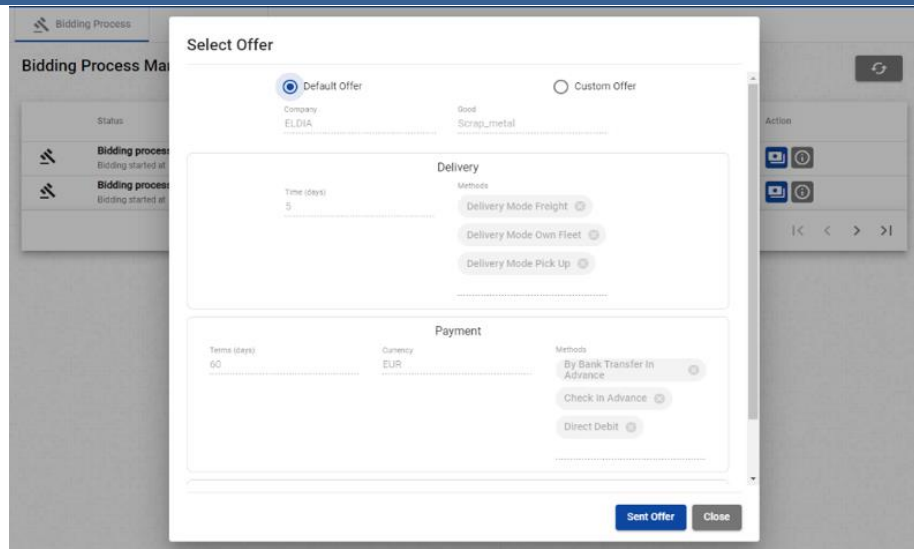 Bidding Process
Select Offer
Bidding Process Mar
Default Offer
Custom Offer
Company
Good
ELDIA
Scrap_metal
Status
Action
Bidding process
Bidding started at
Bidding process
Bidding started at
Delivery
Time (days)
Methods
5
Delivery Mode Freight
Delivery Mode Own Fleet
Delivery Mode Pick Up
Payment
Terms (days)
Currency
Methods
60
EUR
By Bank Transfer In
Advance
Check In Advance
Direct Debit
Sent Offer
Close